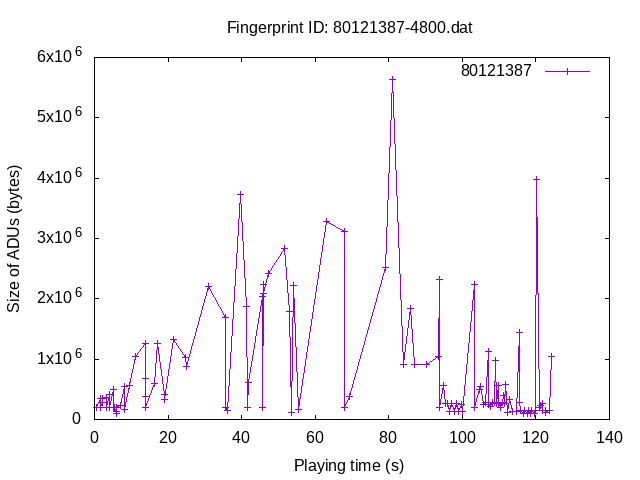 Fingerprint ID: 80121387-4800.dat
6x10^6
80121387
5x10^6
4x10^6
3x10^6
2x10^6
1x10^6
0
Size of ADUs (bytes)
0 20 40 60 80 100 120 140
Playing time (s)